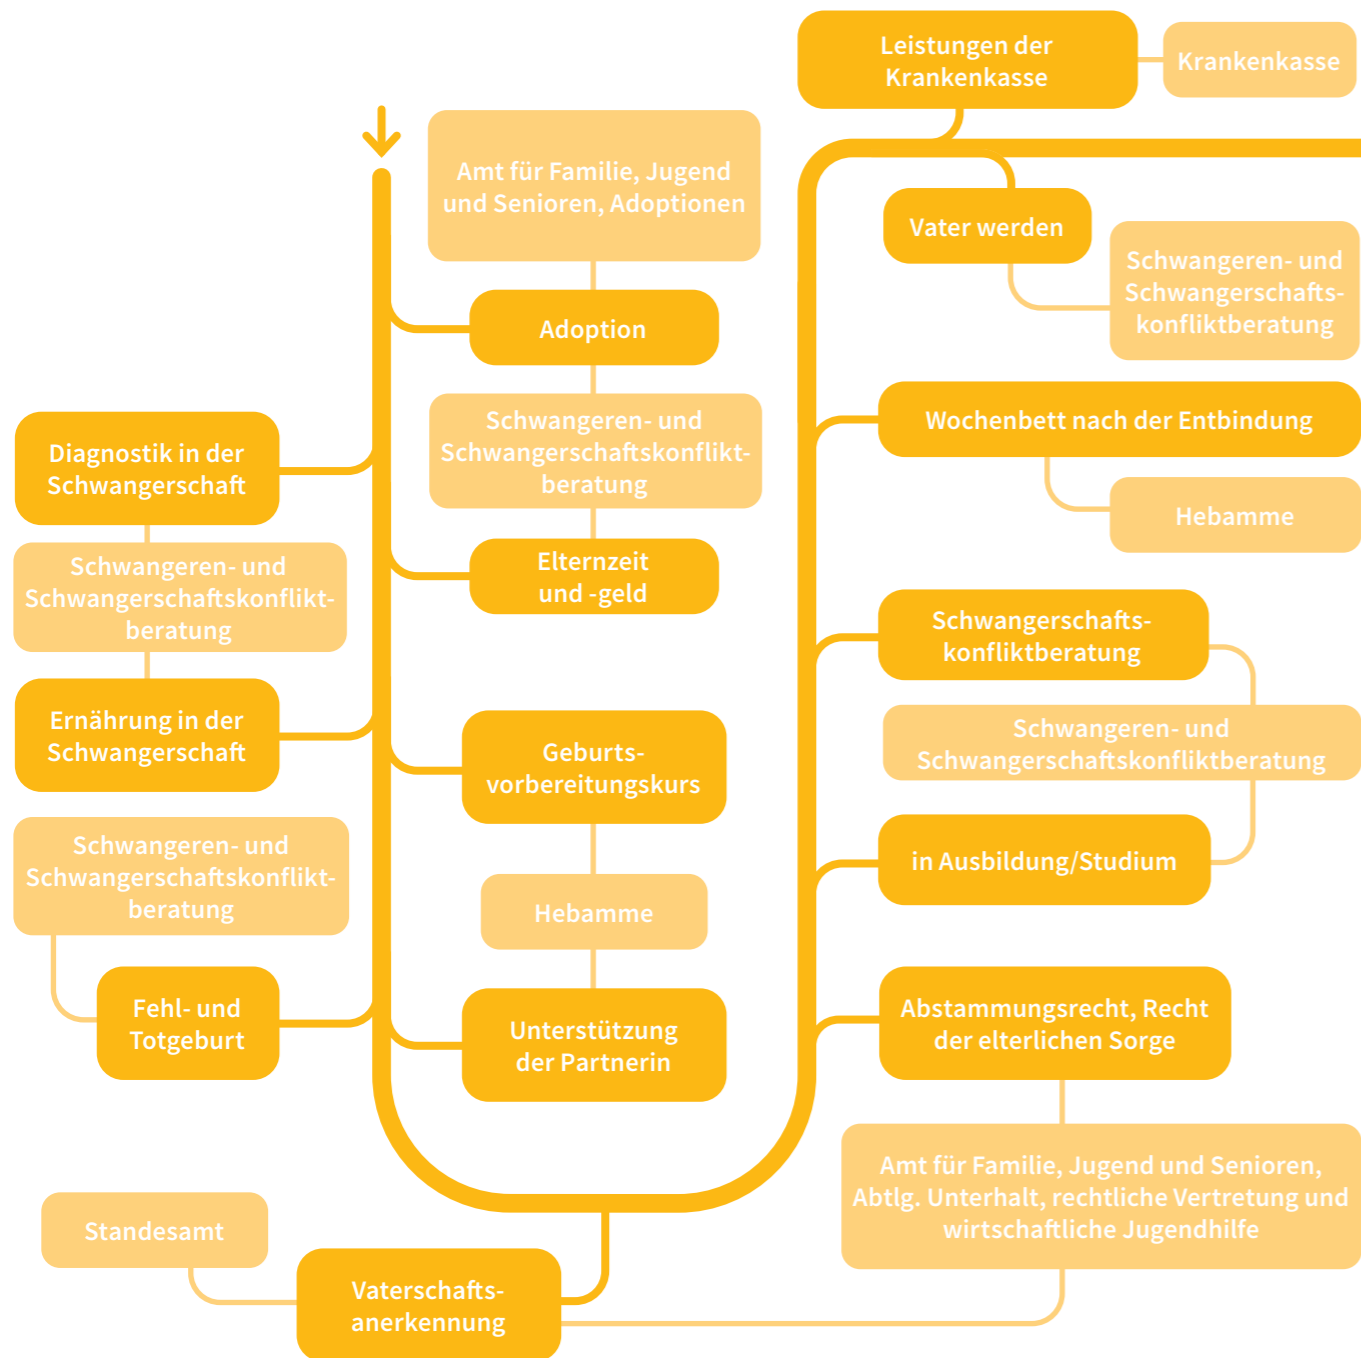 Leistungen der
Krankenkasse
Krankenkasse
Amt für Familie, Jugend
und Senioren, Adoptionen
Adoption
Schwangeren- und
Schwangerschaftskonflikt-
beratung
Elternzeit
und -geld
Diagnostik in der
Schwangerschaft
Schwangeren- und
Schwangerschaftskonflikt-
beratung
Ernährung in der
Schwangerschaft
Schwangeren- und
Schwangerschaftskonflikt-
beratung
Fehl- und
Totgeburt
Geburts-
vorbereitungskurs
Hebamme
Unterstützung
der Partnerin
Standesamt
Vaterschafts-
anerkennung
Vater werden
Schwangeren- und
Schwangerschafts-
konfliktberatung
Wochenbett nach der Entbindung
Hebamme
Schwangerschafts-
konfliktberatung
Schwangeren- und
Schwangerschaftskonfliktberatung
in Ausbildung/Studium
Abstammungsrecht, Recht
der elterlichen Sorge
Amt für Familie, Jugend und Senioren,
Abtlg. Unterhalt, rechtliche Vertretung und
wirtschaftliche Jugendhilfe